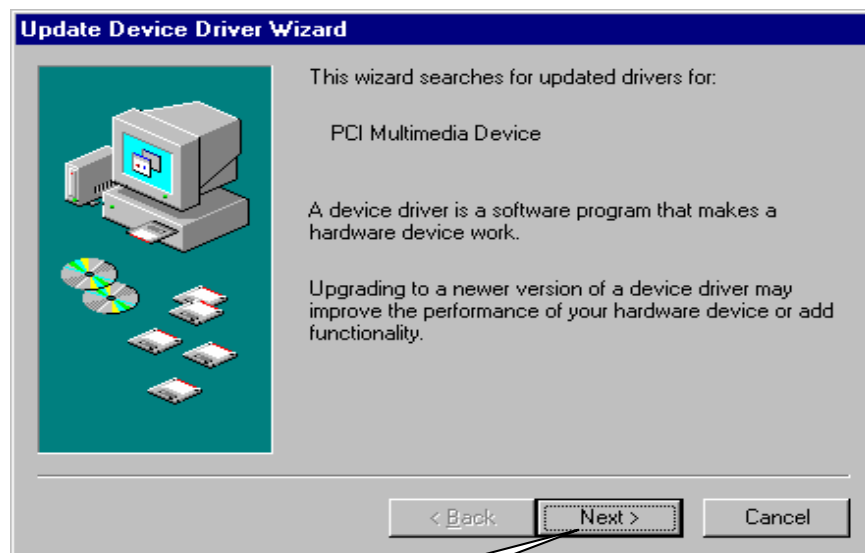 Update Device Driver Wizard
This wizard searches for updated drivers for:
PCI Multimedia Device
A device driver is a software program that makes a
hardware device work.
Upgrading to a newer version of a device driver may
improve the performance of your hardware device or add
functionality.
< Back
Next >
Cancel